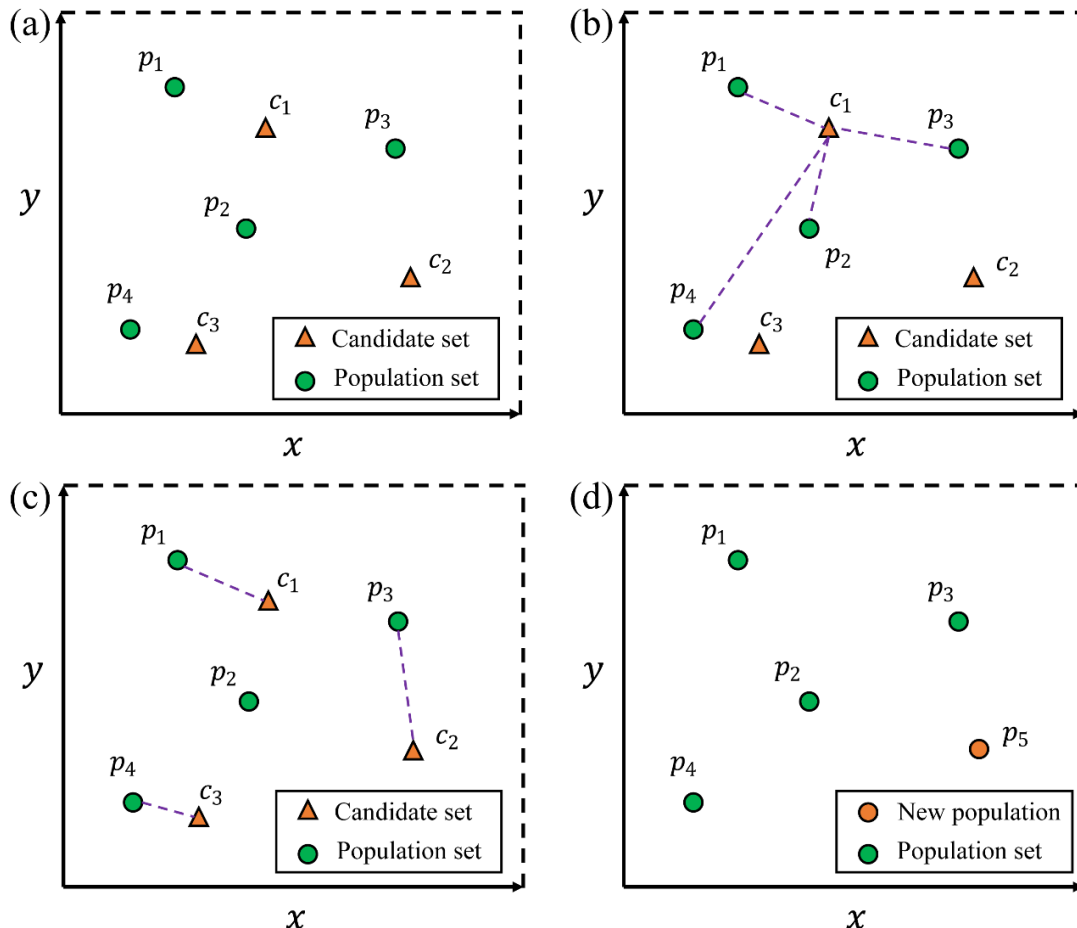 (a)
p₁
c₁
p₃
y
p₂
c₂
p₄
c₃
Candidate set
Population set
x
(b)
p₁
c₁
p₃
y
p₂
c₂
p₄
c₃
Candidate set
Population set
x
(c)
p₁
c₁
p₃
y
p₂
c₂
p₄
c₃
Candidate set
Population set
x
(d)
p₁
p₃
y
p₂
p₅
p₄
New population
Population set
x